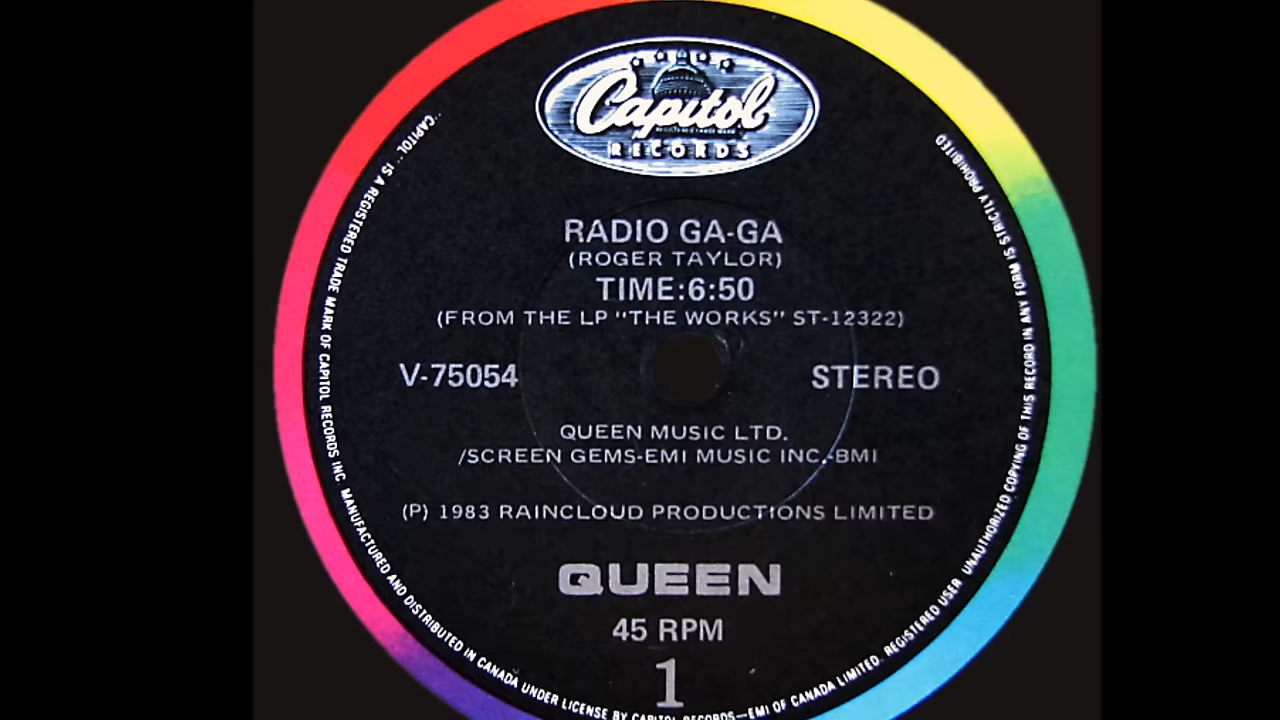 Capitol
REGISTERED TRADE MARK
RECORDS
RADIO GA-GA
(ROGER TAYLOR)
TIME:6:50
(FROM THE LP "THE WORKS" ST-12322)
V-75054
STEREO
QUEEN MUSIC LTD.
/SCREEN GEMS-EMI MUSIC INC.-BMI
(P) 1983 RAINCLOUD PRODUCTIONS LIMITED
QUEEN
45 RPM
1
"CAPITOL" IS A REGISTERED TRADE MARK OF CAPITOL RECORDS INC. MANUFACTURED AND DISTRIBUTED IN CANADA UNDER LICENSE BY CAPITOL RECORDS—EMI OF CANADA LIMITED. REGISTERED USER. UNAUTHORIZED COPYING OF THIS RECORD IN ANY FORM IS STRICTLY PROHIBITED